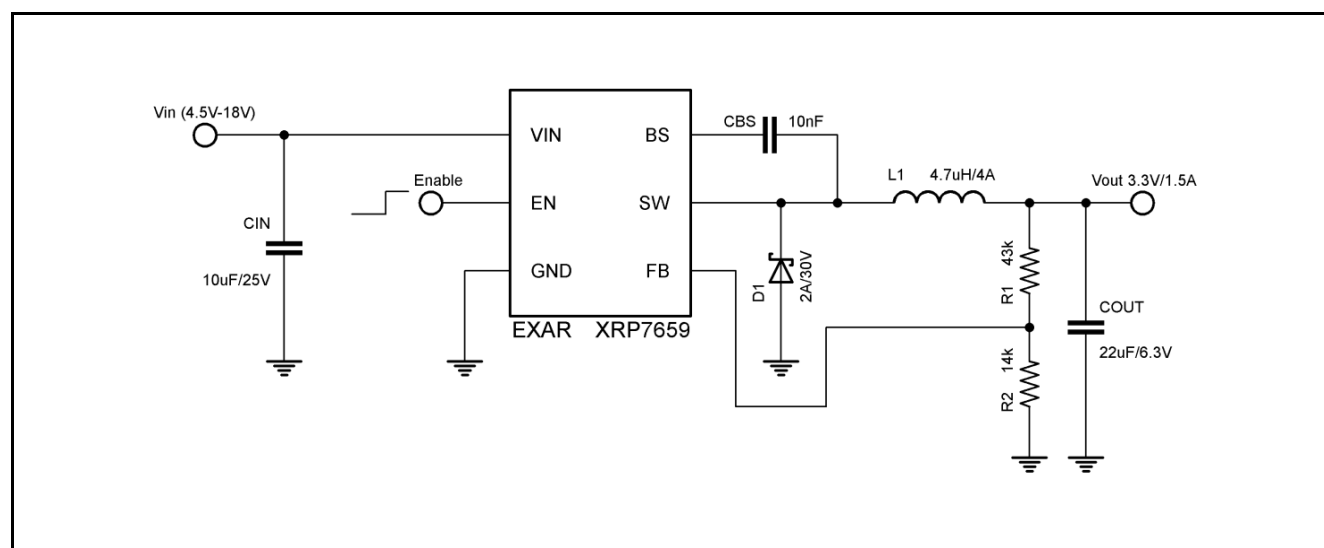 Vin (4.5V-18V)
CIN
10uF/25V
Enable
VIN
EN
GND
BS
SW
FB
EXAR XRP7659
CBS 10nF
L1 4.7uH/4A
Vout 3.3V/1.5A
D1
2A/30V
R1
43k
R2
14k
COUT
22uF/6.3V